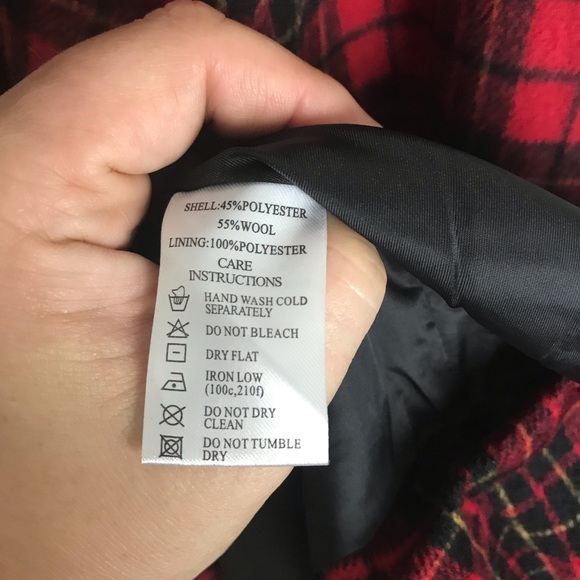 SHELL:45%POLYESTER
55%WOOL
LINING:100%POLYESTER
CARE
INSTRUCTIONS
HAND WASH COLD
SEPARATELY
DO NOT BLEACH
DRY FLAT
IRON LOW
(100c,210f)
DO NOT DRY
CLEAN
DO NOT TUMBLE
DRY